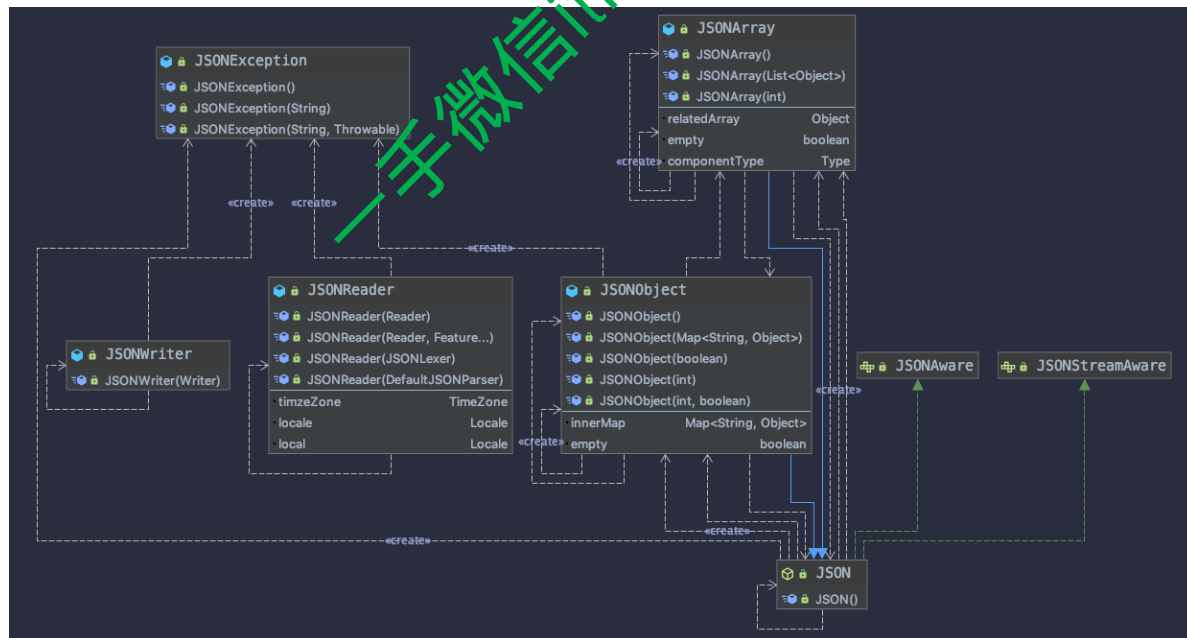 一手微信it
JSONException
JSONException()
JSONException(String)
JSONException(String, Throwable)
JSONArray
JSONArray()
JSONArray(List<Object>)
JSONArray(int)
relatedArray Object
empty boolean
componentType Type
«create»
«create»
«create»
«create»
JSONReader
JSONReader(Reader)
JSONReader(Reader, Feature...)
JSONReader(JSONLexer)
JSONReader(DefaultJSONParser)
timzeZone TimeZone
locale Locale
local Locale
JSONObject
JSONObject()
JSONObject(Map<String, Object>)
JSONObject(boolean)
JSONObject(int)
JSONObject(int, boolean)
innerMap Map<String, Object>
empty boolean
«create»
JSONWriter
JSONWriter(Writer)
JSONAware
JSONStreamAware
«create»
«create»
«create»
JSON
JSON()